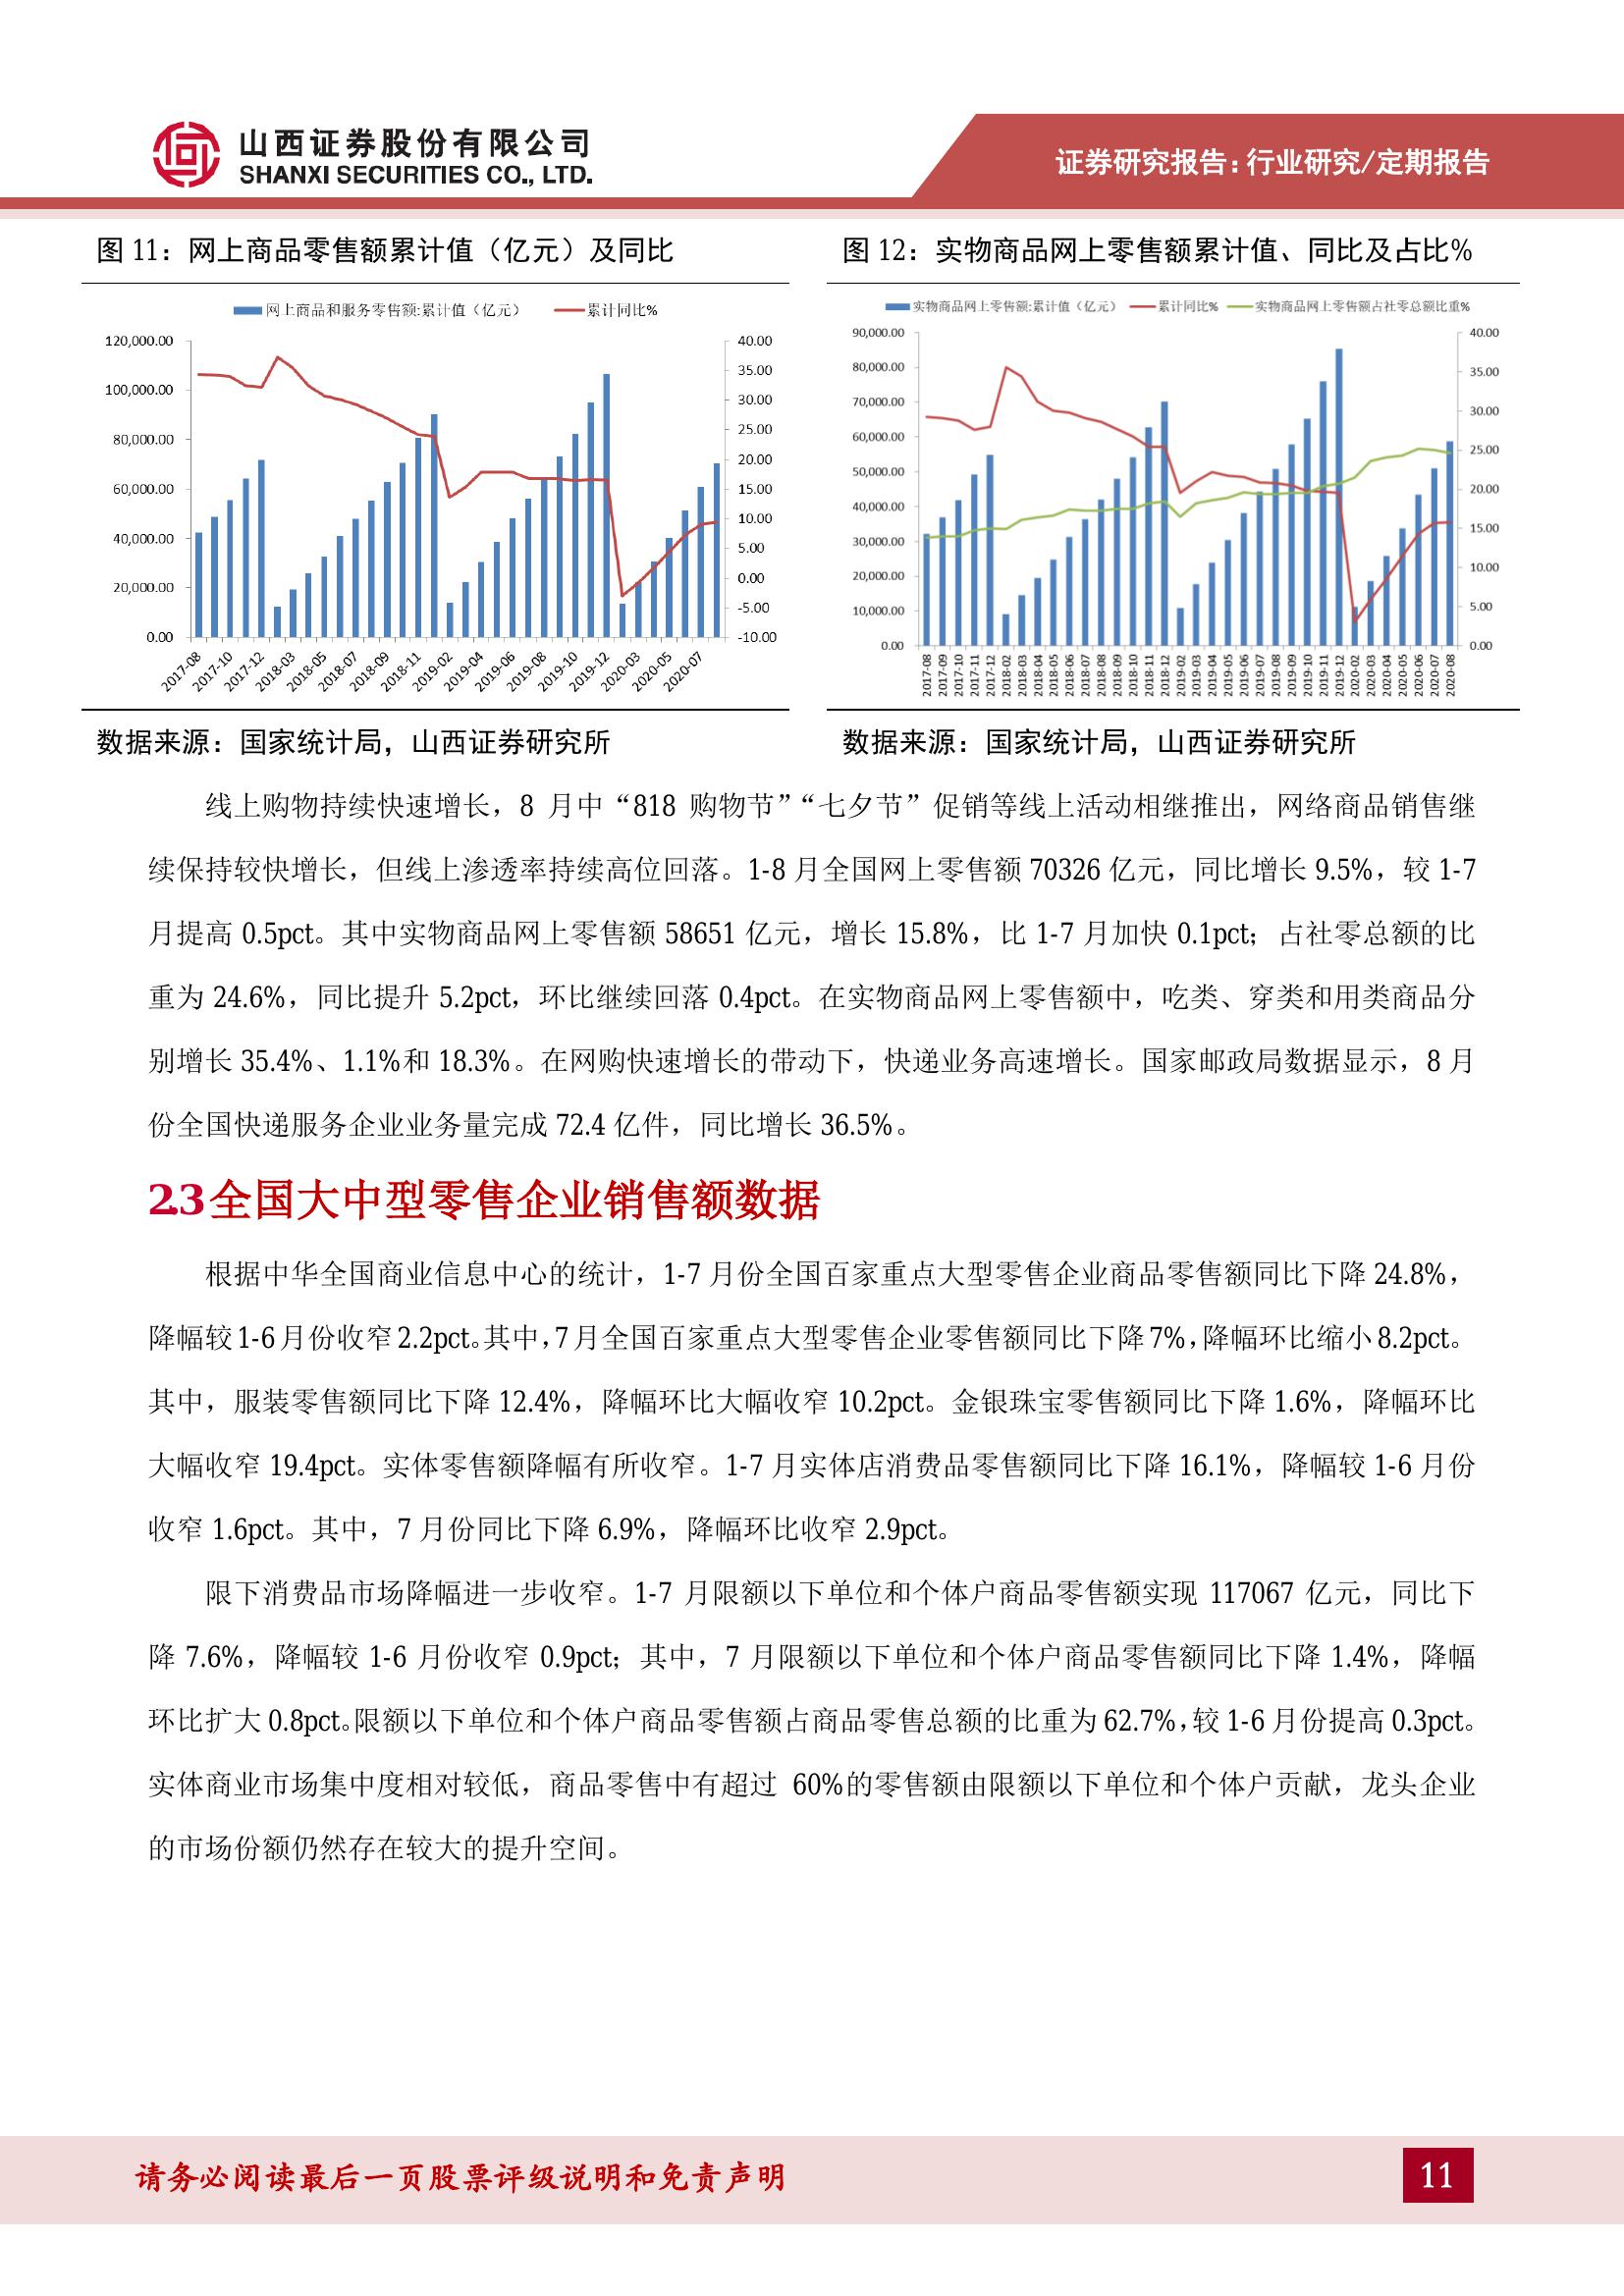 山西证券股份有限公司
SHANXI SECURITIES CO., LTD.
证券研究报告：行业研究/定期报告
图 11：网上商品零售额累计值（亿元）及同比
网上商品和服务零售额:累计值（亿元） 累计同比%
120,000.00
100,000.00
80,000.00
60,000.00
40,000.00
20,000.00
0.00
40.00
35.00
30.00
25.00
20.00
15.00
10.00
5.00
0.00
-5.00
-10.00
2017-08 2017-10 2017-12 2018-03 2018-05 2018-07 2018-09 2018-11 2019-02 2019-04 2019-06 2019-08 2019-10 2019-12 2020-03 2020-05 2020-07
数据来源：国家统计局，山西证券研究所
图 12：实物商品网上零售额累计值、同比及占比%
实物商品网上零售额:累计值（亿元） 累计同比% 实物商品网上零售额占社零总额比重%
90,000.00
80,000.00
70,000.00
60,000.00
50,000.00
40,000.00
30,000.00
20,000.00
10,000.00
0.00
40.00
35.00
30.00
25.00
20.00
15.00
10.00
5.00
0.00
2017-08 2017-09 2017-10 2017-11 2017-12 2018-02 2018-03 2018-04 2018-05 2018-06 2018-07 2018-08 2018-09 2018-10 2018-11 2018-12 2019-02 2019-03 2019-04 2019-05 2019-06 2019-07 2019-08 2019-09 2019-10 2019-11 2019-12 2020-02 2020-03 2020-04 2020-05 2020-06 2020-07 2020-08
数据来源：国家统计局，山西证券研究所
线上购物持续快速增长，8 月中“818 购物节”“七夕节”促销等线上活动相继推出，网络商品销售继
续保持较快增长，但线上渗透率持续高位回落。1-8 月全国网上零售额 70326 亿元，同比增长 9.5%，较 1-7
月提高 0.5pct。其中实物商品网上零售额 58651 亿元，增长 15.8%，比 1-7 月加快 0.1pct；占社零总额的比
重为 24.6%，同比提升 5.2pct，环比继续回落 0.4pct。在实物商品网上零售额中，吃类、穿类和用类商品分
别增长 35.4%、1.1%和 18.3%。在网购快速增长的带动下，快递业务高速增长。国家邮政局数据显示，8 月
份全国快递服务企业业务量完成 72.4 亿件，同比增长 36.5%。
2.3 全国大中型零售企业销售额数据
根据中华全国商业信息中心的统计，1-7 月份全国百家重点大型零售企业商品零售额同比下降 24.8%，
降幅较 1-6 月份收窄 2.2pct。其中，7 月全国百家重点大型零售企业零售额同比下降 7%，降幅环比缩小 8.2pct。
其中，服装零售额同比下降 12.4%，降幅环比大幅收窄 10.2pct。金银珠宝零售额同比下降 1.6%，降幅环比
大幅收窄 19.4pct。实体零售额降幅有所收窄。1-7 月实体店消费品零售额同比下降 16.1%，降幅较 1-6 月份
收窄 1.6pct。其中，7 月份同比下降 6.9%，降幅环比收窄 2.9pct。
限下消费品市场降幅进一步收窄。1-7 月限额以下单位和个体户商品零售额实现 117067 亿元，同比下
降 7.6%，降幅较 1-6 月份收窄 0.9pct；其中，7 月限额以下单位和个体户商品零售额同比下降 1.4%，降幅
环比扩大 0.8pct。限额以下单位和个体户商品零售额占商品零售总额的比重为 62.7%，较 1-6 月份提高 0.3pct。
实体商业市场集中度相对较低，商品零售中有超过 60%的零售额由限额以下单位和个体户贡献，龙头企业
的市场份额仍然存在较大的提升空间。
请务必阅读最后一页股票评级说明和免责声明
11